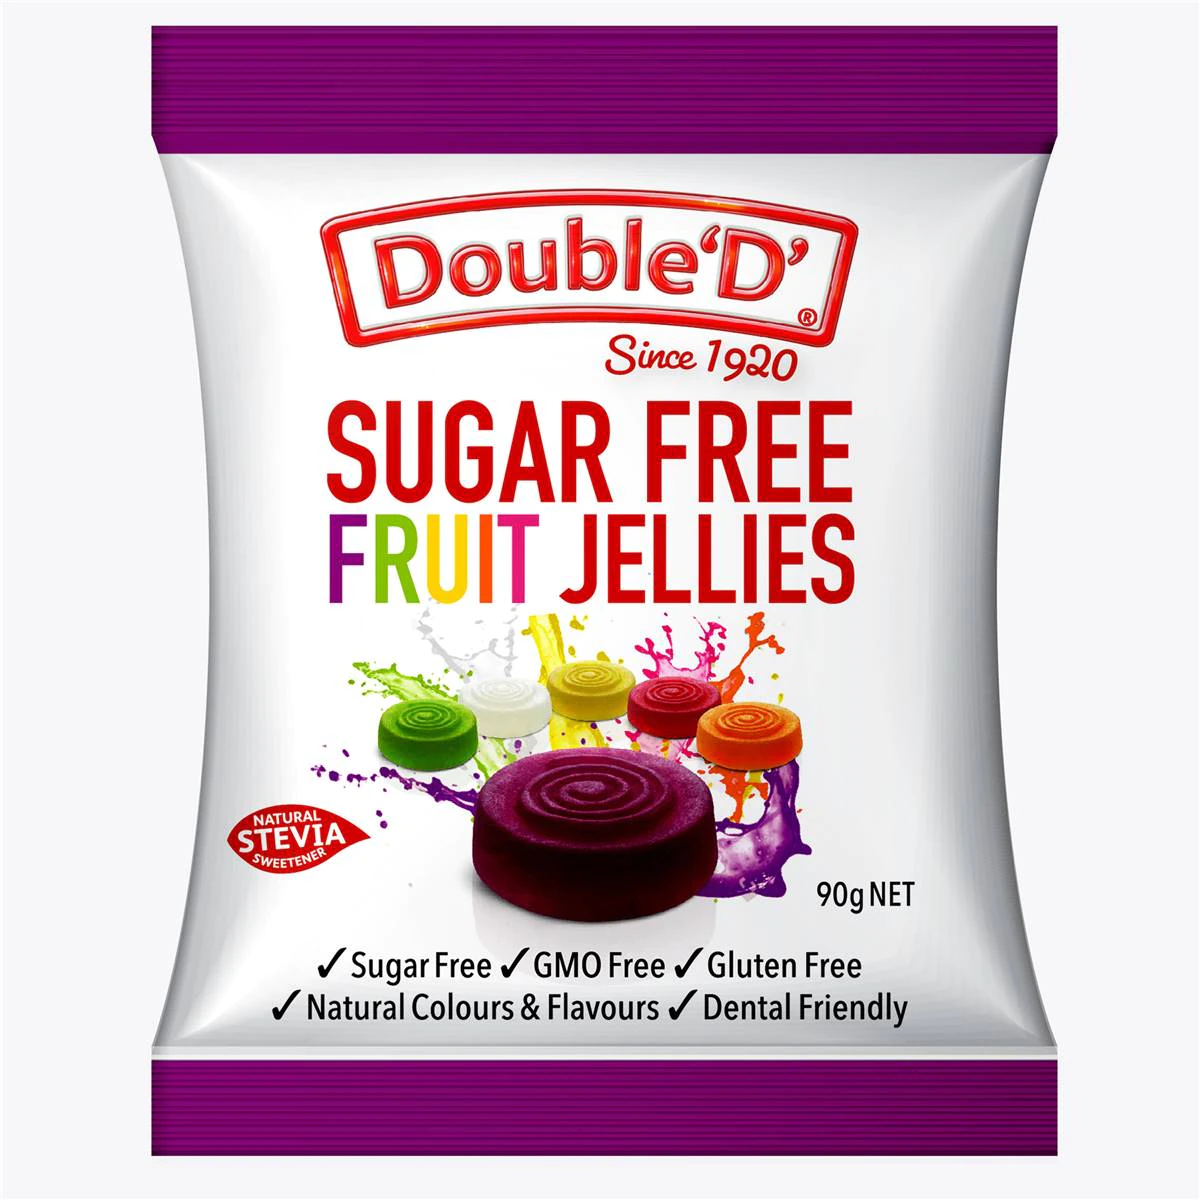 Double 'D'®
Since 1920
SUGAR FREE
FRUIT JELLIES
NATURAL
STEVIA
SWEETENER
90g NET
✓ Sugar Free ✓ GMO Free ✓ Gluten Free
✓ Natural Colours & Flavours ✓ Dental Friendly